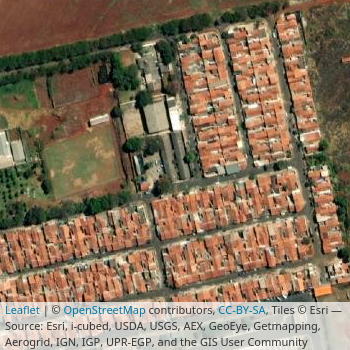 Leaflet | © OpenStreetMap contributors, CC-BY-SA, Tiles © Esri —
Source: Esri, i-cubed, USDA, USGS, AEX, GeoEye, Getmapping,
Aerogrid, IGN, IGP, UPR-EGP, and the GIS User Community